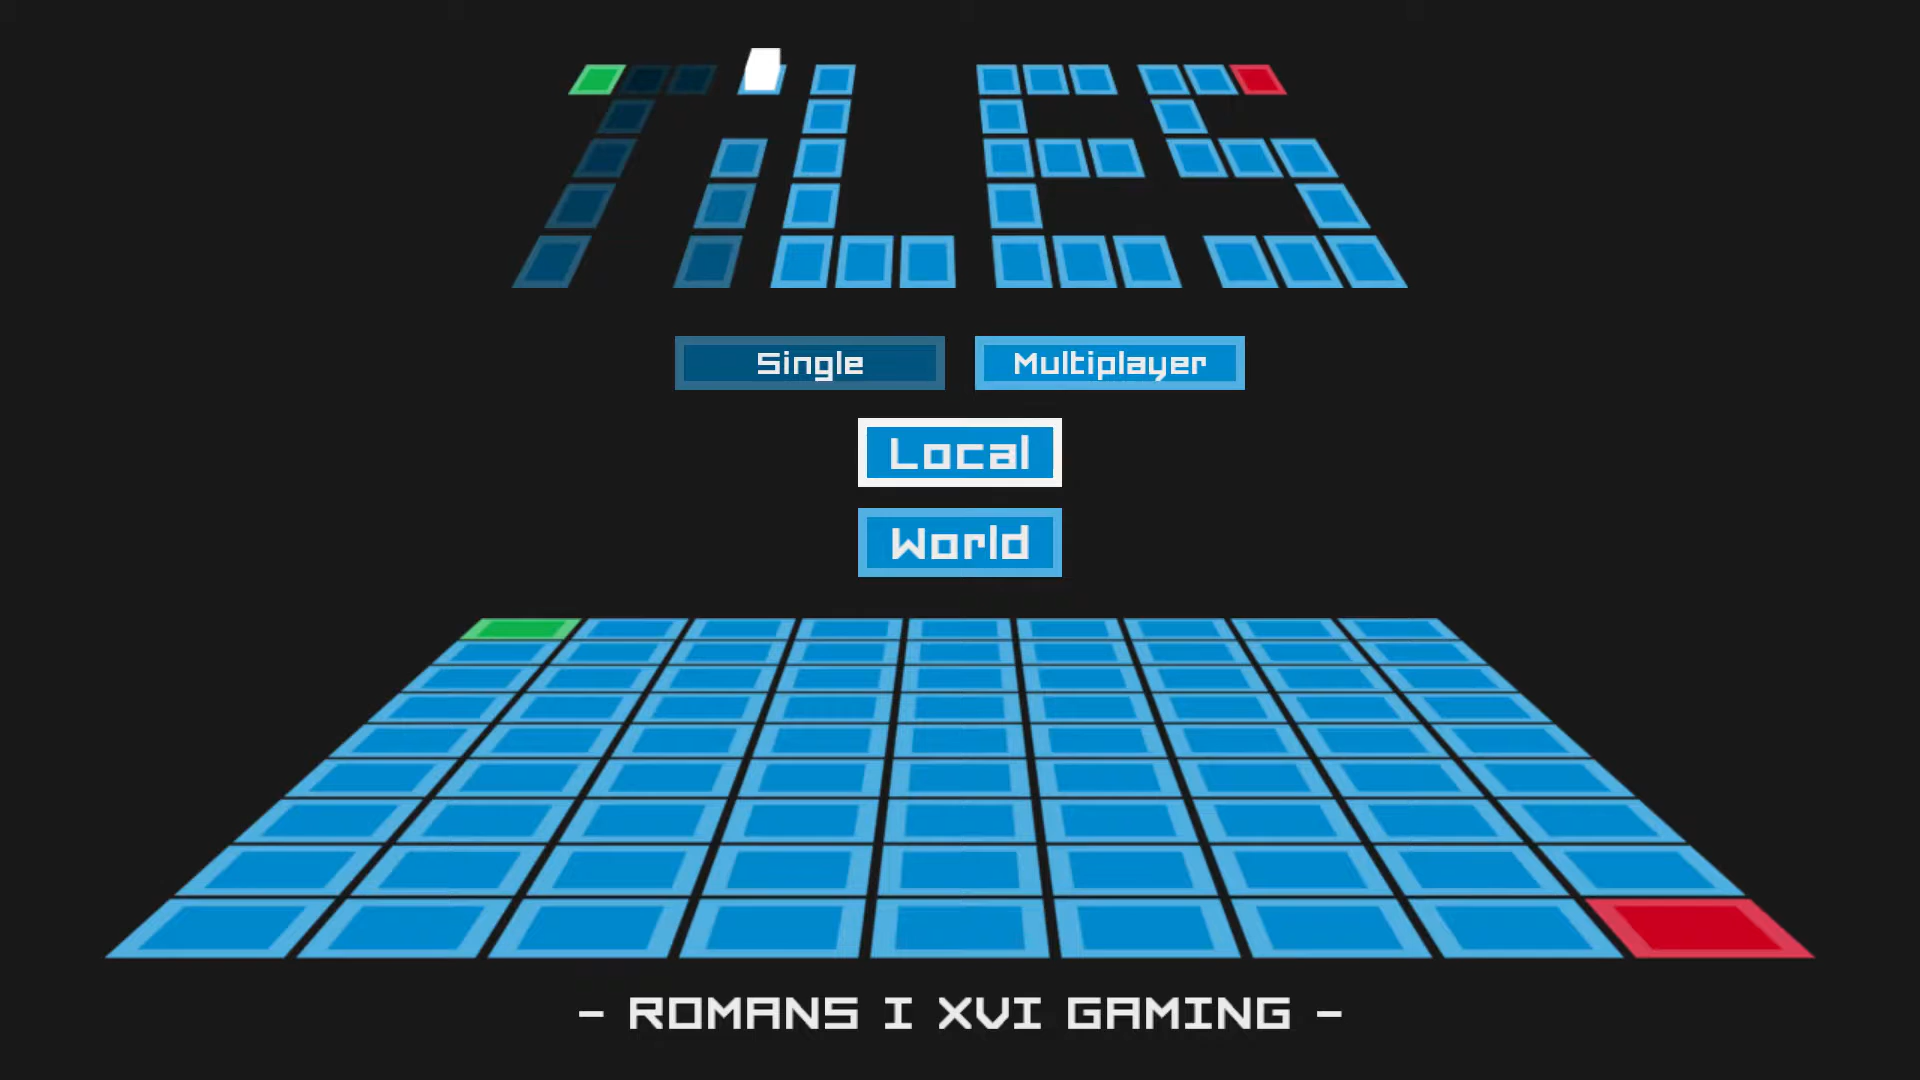 TiLES
Single Multiplayer
Local
World
- ROMANS I XVI GAMING -